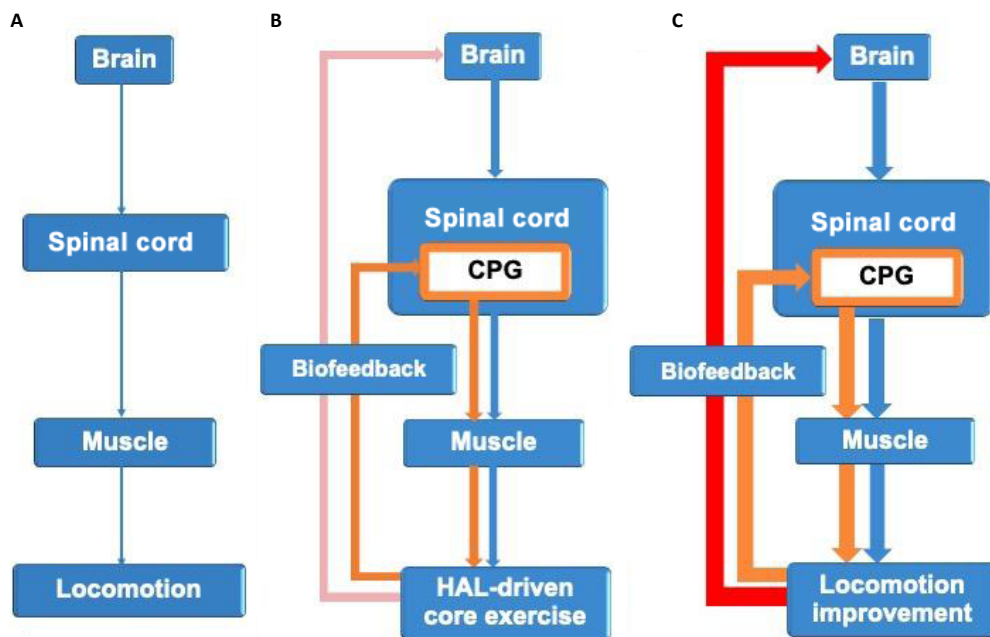 A
Brain
Spinal cord
Muscle
Locomotion
B
Brain
Spinal cord
CPG
Biofeedback
Muscle
HAL-driven
core exercise
C
Brain
Spinal cord
CPG
Biofeedback
Muscle
Locomotion
improvement